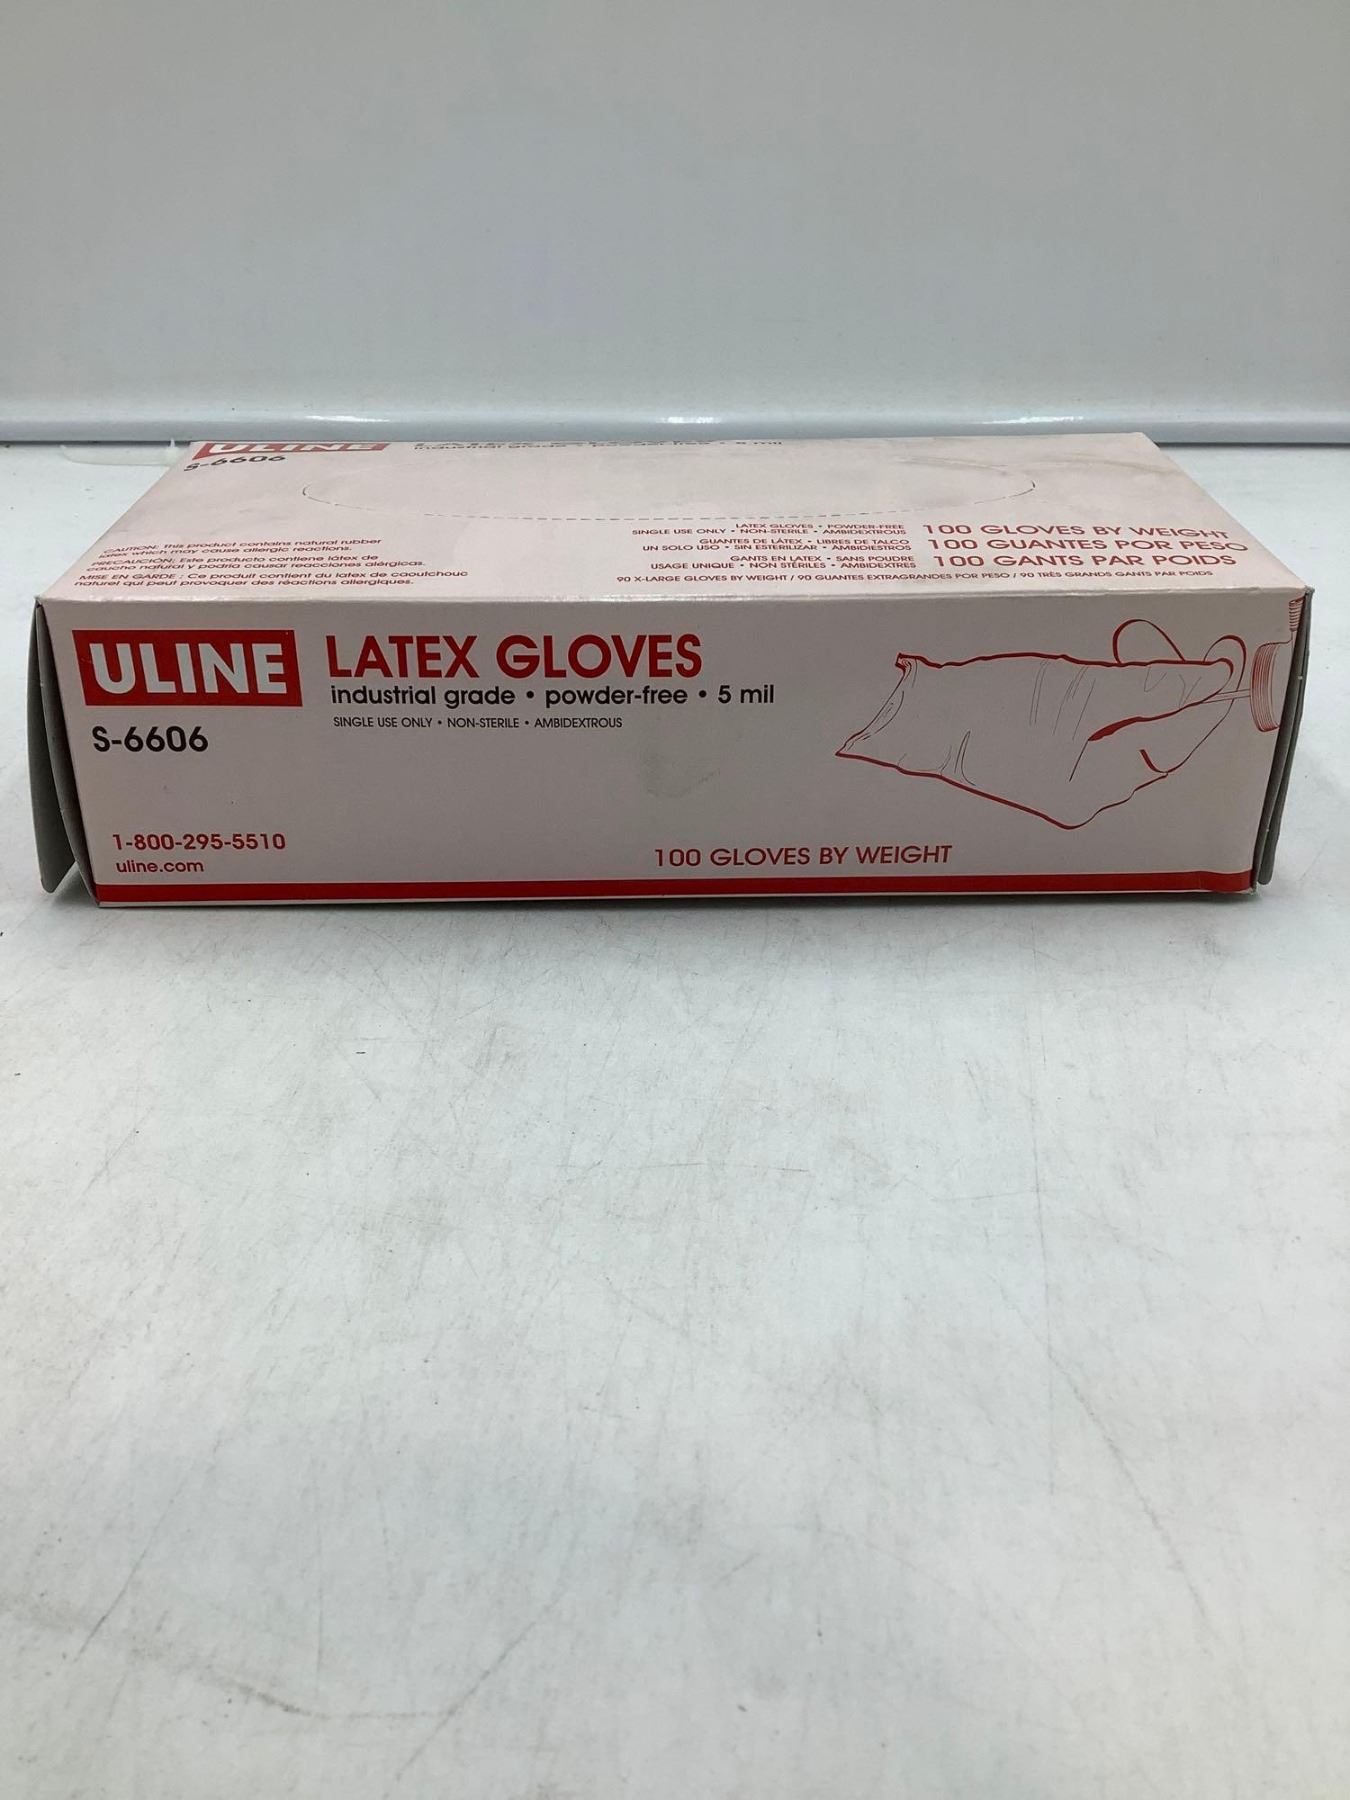 ULINE
S-6606
industrial grade • powder-free • 5 mil
CAUTION: This product contains natural rubber
latex which may cause allergic reactions.
PRECAUCIÓN: Este producto contiene látex de
caucho natural y podría causar reacciones alérgicas.
MISE EN GARDE : Ce produit contient du latex de caoutchouc
naturel qui peut provoquer des réactions allergiques.
LATEX GLOVES • POWDER-FREE
SINGLE USE ONLY • NON-STERILE • AMBIDEXTROUS
100 GLOVES BY WEIGHT
GUANTES DE LÁTEX • LIBRES DE TALCO
UN SOLO USO • SIN ESTERILIZAR • AMBIDIESTROS
100 GUANTES POR PESO
GANTS EN LATEX • SANS POUDRE
USAGE UNIQUE • NON STÉRILES • AMBIDEXTRES
100 GANTS PAR POIDS
90 X-LARGE GLOVES BY WEIGHT / 90 GUANTES EXTRAGRANDES POR PESO / 90 TRÈS GRANDS GANTS PAR POIDS
ULINE
S-6606
LATEX GLOVES
industrial grade • powder-free • 5 mil
SINGLE USE ONLY • NON-STERILE • AMBIDEXTROUS
1-800-295-5510
uline.com
100 GLOVES BY WEIGHT